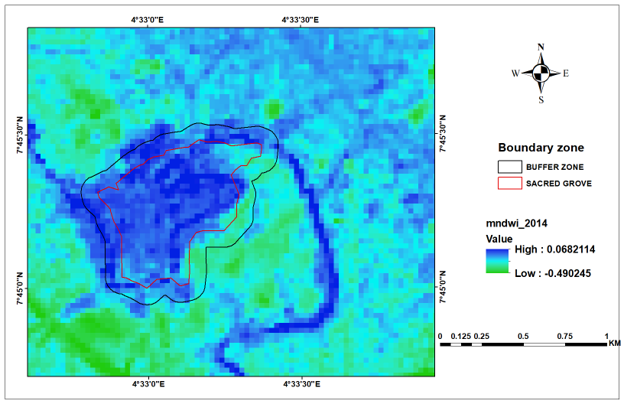 4°33'0"E 4°33'30"E
N
W E
S
7°45'30"N 7°45'30"N
Boundary zone
BUFFER ZONE
SACRED GROVE
mndwi_2014
Value
High : 0.0682114
Low : -0.490245
7°45'0"N 7°45'0"N
0 0.125 0.25 0.5 0.75 1
KM
4°33'0"E 4°33'30"E